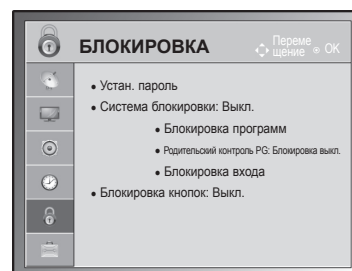 БЛОКИРОВКА
Переме
щение
OK
• Устан. пароль
• Система блокировки: Выкл.
• Блокировка программ
• Родительский контроль PG: Блокировка выкл.
• Блокировка входа
• Блокировка кнопок: Выкл.